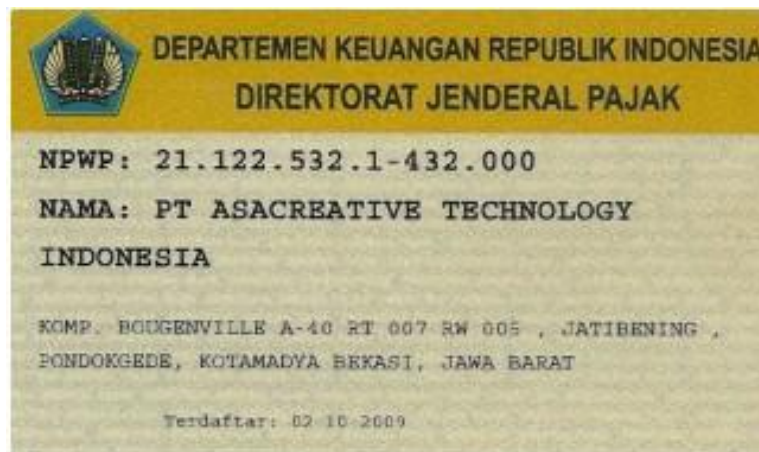 DEPARTEMEN KEUANGAN REPUBLIK INDONESIA
DIREKTORAT JENDERAL PAJAK
NPWP: 21.122.532.1-432.000
NAMA: PT ASACREATIVE TECHNOLOGY
INDONESIA
KOMP. BOUGENVILLE A-40 RT 007 RW 005 , JATIBENING ,
PONDOKGEDE, KOTAMADYA BEKASI, JAWA BARAT
Terdaftar: 02-10-2009